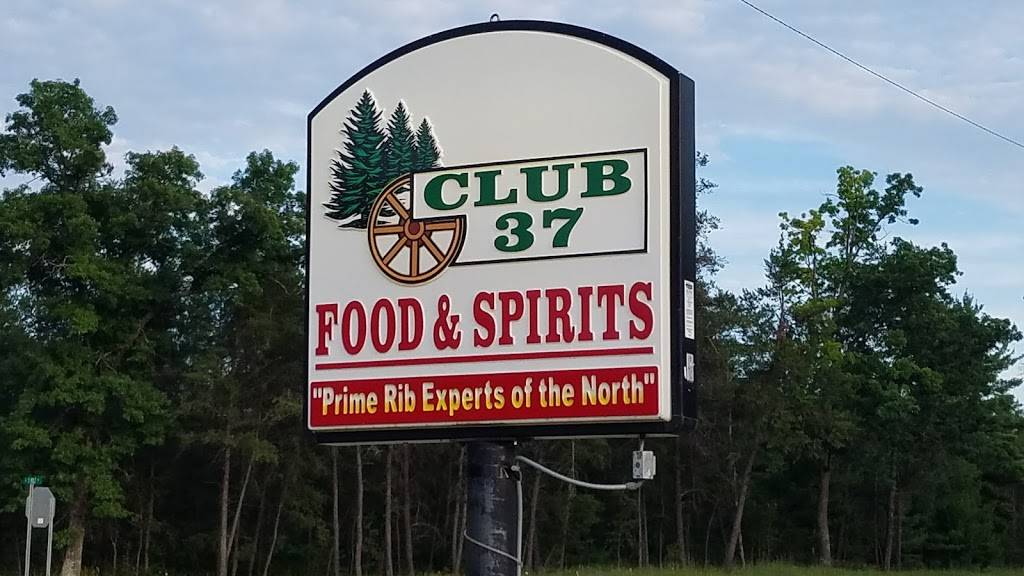 CLUB
37
FOOD & SPIRITS
"Prime Rib Experts of the North"